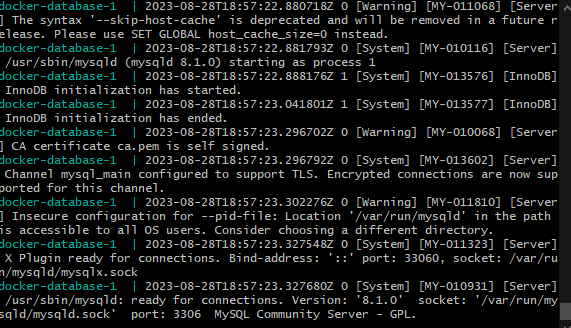 docker-database-1  | 2023-08-28T18:57:22.880718Z 0 [Warning] [MY-011068] [Server
] The syntax '--skip-host-cache' is deprecated and will be removed in a future r
elease. Please use SET GLOBAL host_cache_size=0 instead.
docker-database-1  | 2023-08-28T18:57:22.881793Z 0 [System] [MY-010116] [Server]
 /usr/sbin/mysqld (mysqld 8.1.0) starting as process 1
docker-database-1  | 2023-08-28T18:57:22.888176Z 1 [System] [MY-013576] [InnoDB]
 InnoDB initialization has started.
docker-database-1  | 2023-08-28T18:57:23.041801Z 1 [System] [MY-013577] [InnoDB]
 InnoDB initialization has ended.
docker-database-1  | 2023-08-28T18:57:23.296702Z 0 [Warning] [MY-010068] [Server
] CA certificate ca.pem is self signed.
docker-database-1  | 2023-08-28T18:57:23.296792Z 0 [System] [MY-013602] [Server]
 Channel mysql_main configured to support TLS. Encrypted connections are now sup
ported for this channel.
docker-database-1  | 2023-08-28T18:57:23.302276Z 0 [Warning] [MY-011810] [Server
] Insecure configuration for --pid-file: Location '/var/run/mysqld' in the path
is accessible to all OS users. Consider choosing a different directory.
docker-database-1  | 2023-08-28T18:57:23.327548Z 0 [System] [MY-011323] [Server]
 X Plugin ready for connections. Bind-address: '::' port: 33060, socket: /var/ru
n/mysqld/mysqlx.sock
docker-database-1  | 2023-08-28T18:57:23.327680Z 0 [System] [MY-010931] [Server]
 /usr/sbin/mysqld: ready for connections. Version: '8.1.0'  socket: '/var/run/my
sqld/mysqld.sock'  port: 3306  MySQL Community Server - GPL.